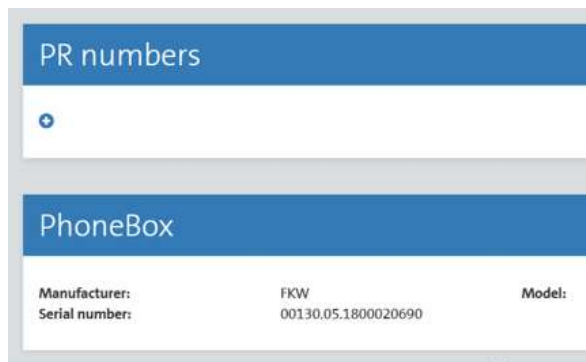 PR numbers
PhoneBox
Manufacturer: FKW Model:
Serial number: 00130.05.1800020690